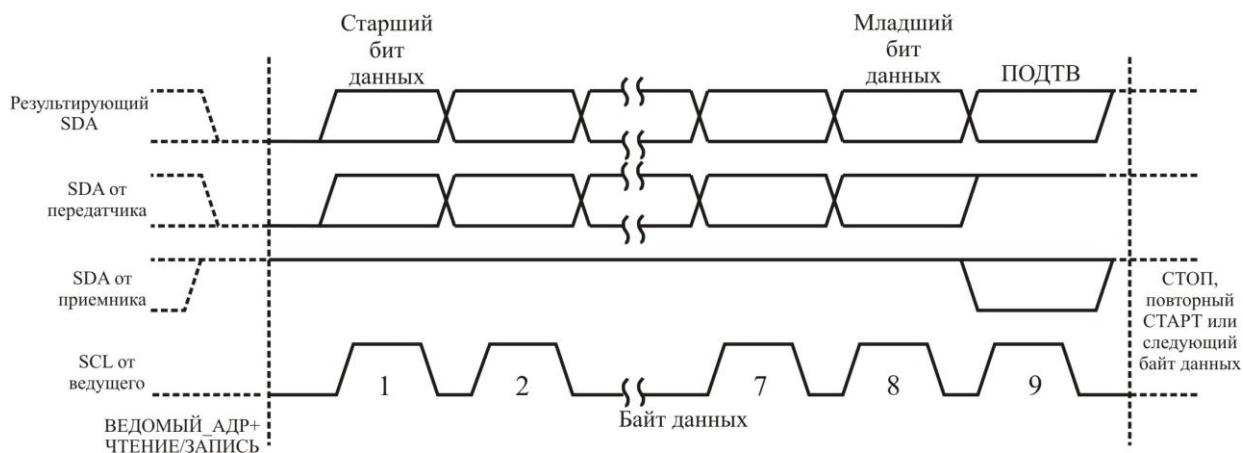 Старший
бит
данных
Младший
бит
данных
ПОДТВ
Результирующий
SDA
SDA от
передатчика
SDA от
приемника
SCL от
ведущего
1
2
7
8
9
Байт данных
ВЕДОМЫЙ_АДР+
ЧТЕНИЕ/ЗАПИСЬ
СТОП,
повторный
СТАРТ или
следующий
байт данных